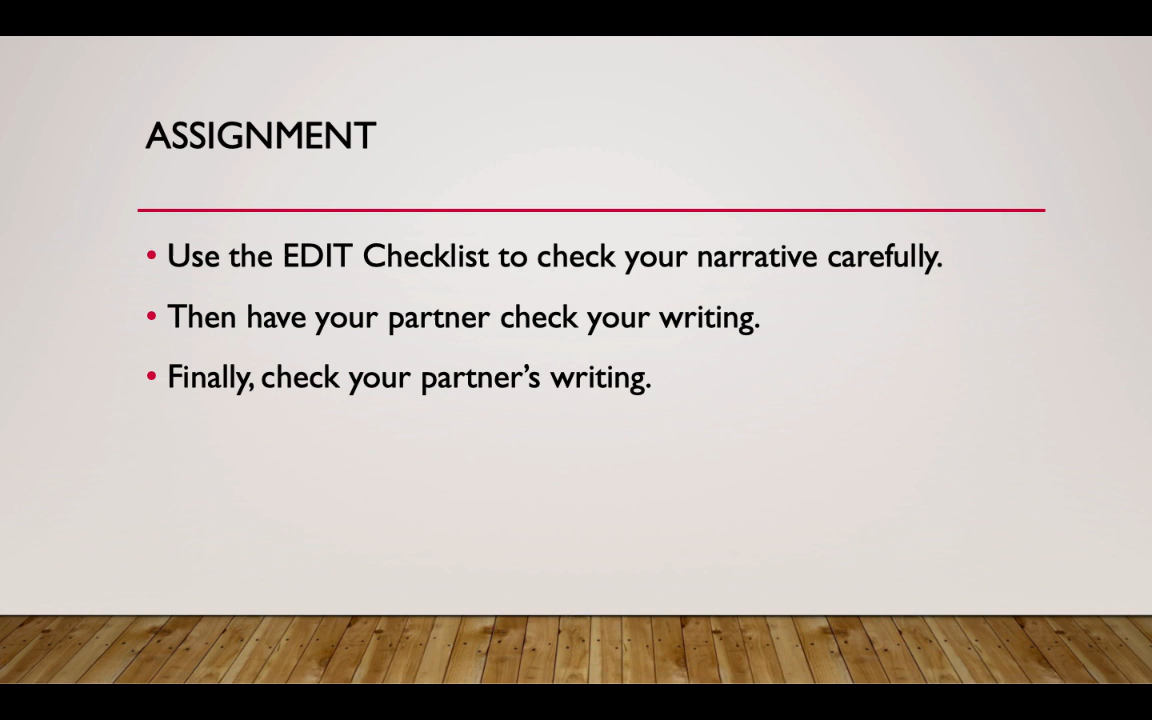 ASSIGNMENT
• Use the EDIT Checklist to check your narrative carefully.
• Then have your partner check your writing.
• Finally, check your partner’s writing.